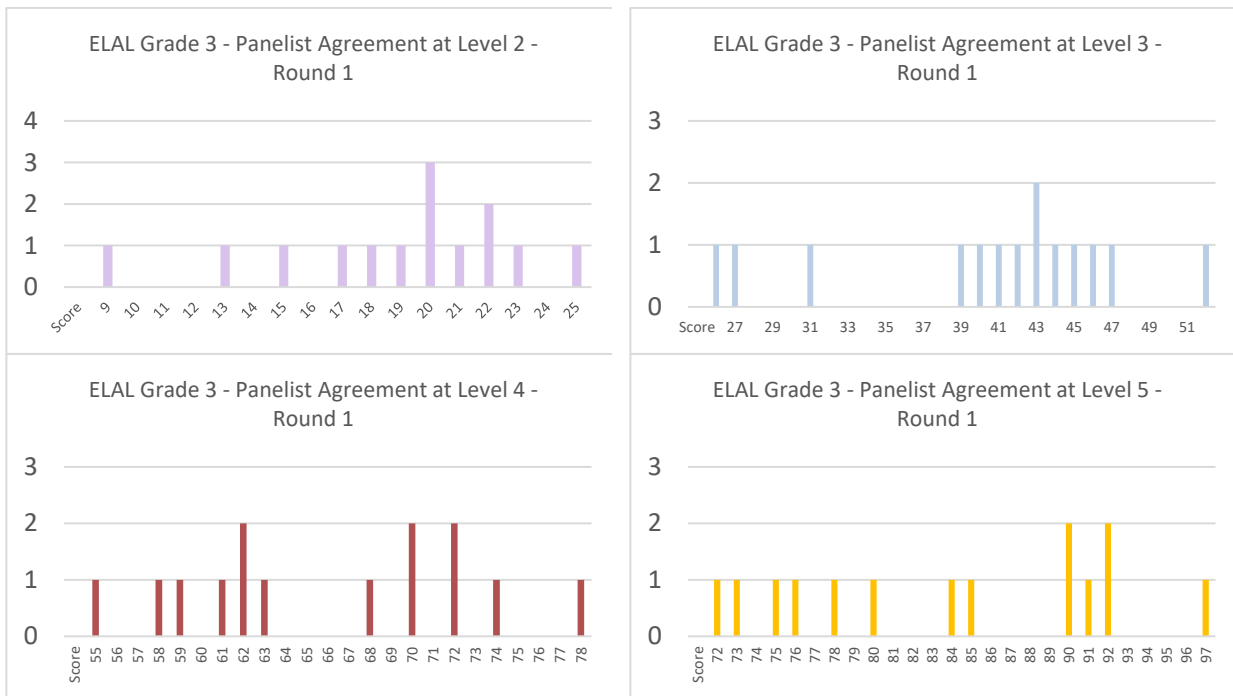 ELAL Grade 3 - Panelist Agreement at Level 2 -
Round 1
4
3
2
1
0
Score 9 10 11 12 13 14 15 16 17 18 19 20 21 22 23 24 25
ELAL Grade 3 - Panelist Agreement at Level 3 -
Round 1
3
2
1
0
Score 27 29 31 33 35 37 39 41 43 45 47 49 51
ELAL Grade 3 - Panelist Agreement at Level 4 -
Round 1
3
2
1
0
Score 55 56 57 58 59 60 61 62 63 64 65 66 67 68 69 70 71 72 73 74 75 76 77 78
ELAL Grade 3 - Panelist Agreement at Level 5 -
Round 1
3
2
1
0
Score 72 73 74 75 76 77 78 79 80 81 82 83 84 85 86 87 88 89 90 91 92 93 94 95 96 97